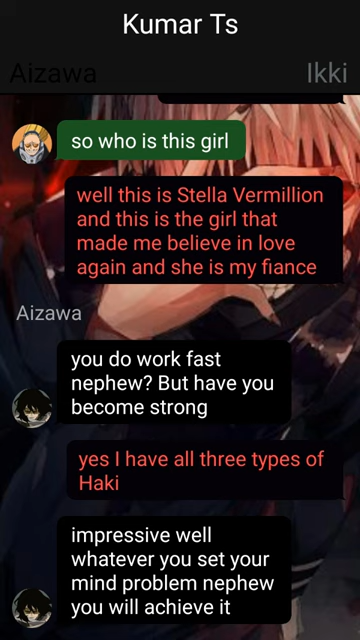 Kumar Ts
Aizawa
Ikki
so who is this girl
well this is Stella Vermillion
and this is the girl that
made me believe in love
again and she is my fiance
Aizawa
you do work fast
nephew? But have you
become strong
yes I have all three types of
Haki
impressive well
whatever you set your
mind problem nephew
you will achieve it